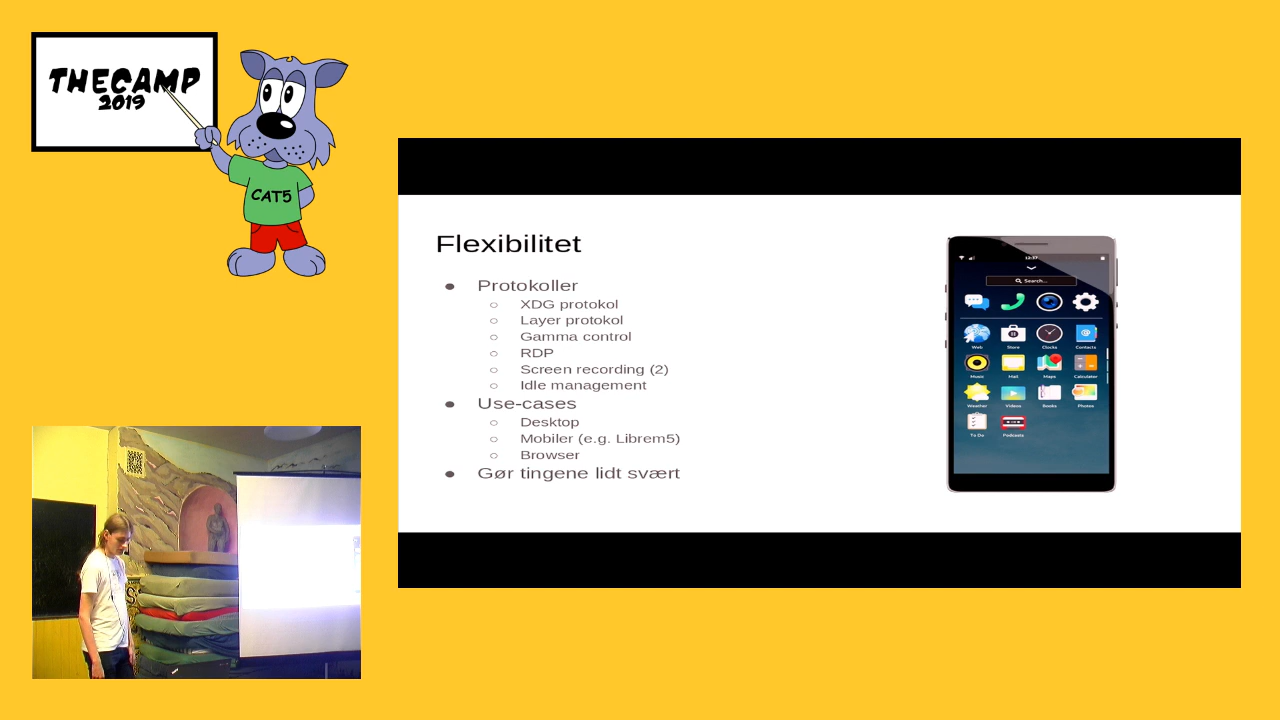 THECAMP
2019
CAT5
Flexibilitet
● Protokoller
○ XDG protokol
○ Layer protokol
○ Gamma control
○ RDP
○ Screen recording (2)
○ Idle management
● Use-cases
○ Desktop
○ Mobiler (e.g. Librem5)
○ Browser
● Gør tingene lidt svært
12:37
Search...
Web Store Clocks Contacts
Music Mail Maps Calculator
Weather Videos Books Photos
To Do Podcasts